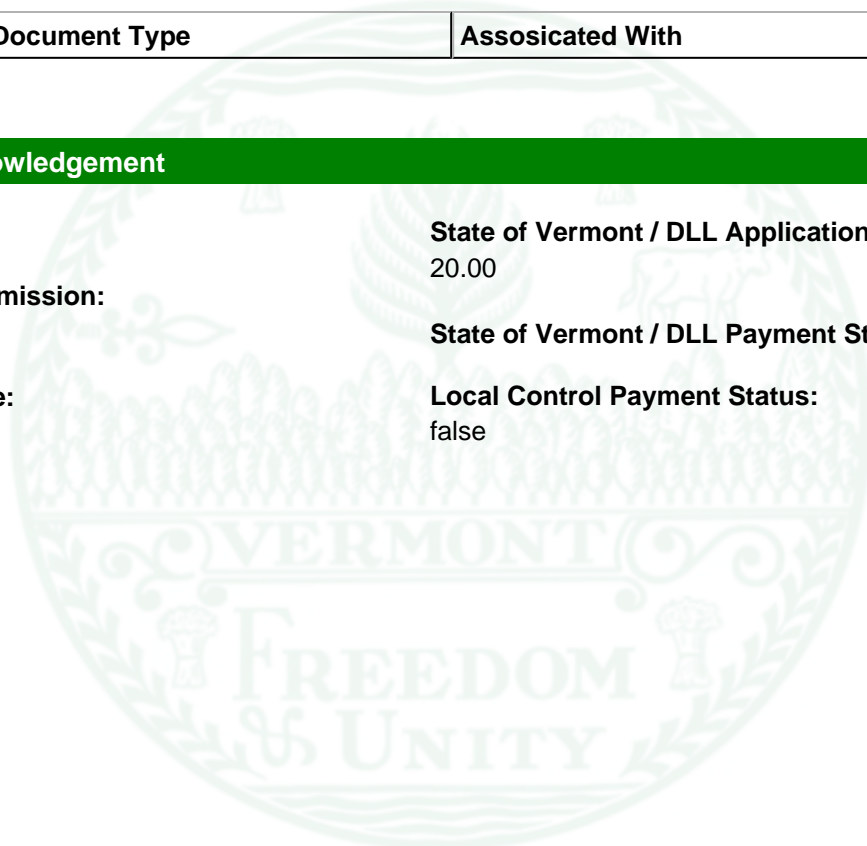 Document Type Assosicated With
owledgement
State of Vermont / DLL Application
20.00
mission:
State of Vermont / DLL Payment St
e:
Local Control Payment Status:
false
VERMONT
FREEDOM
& UNITY